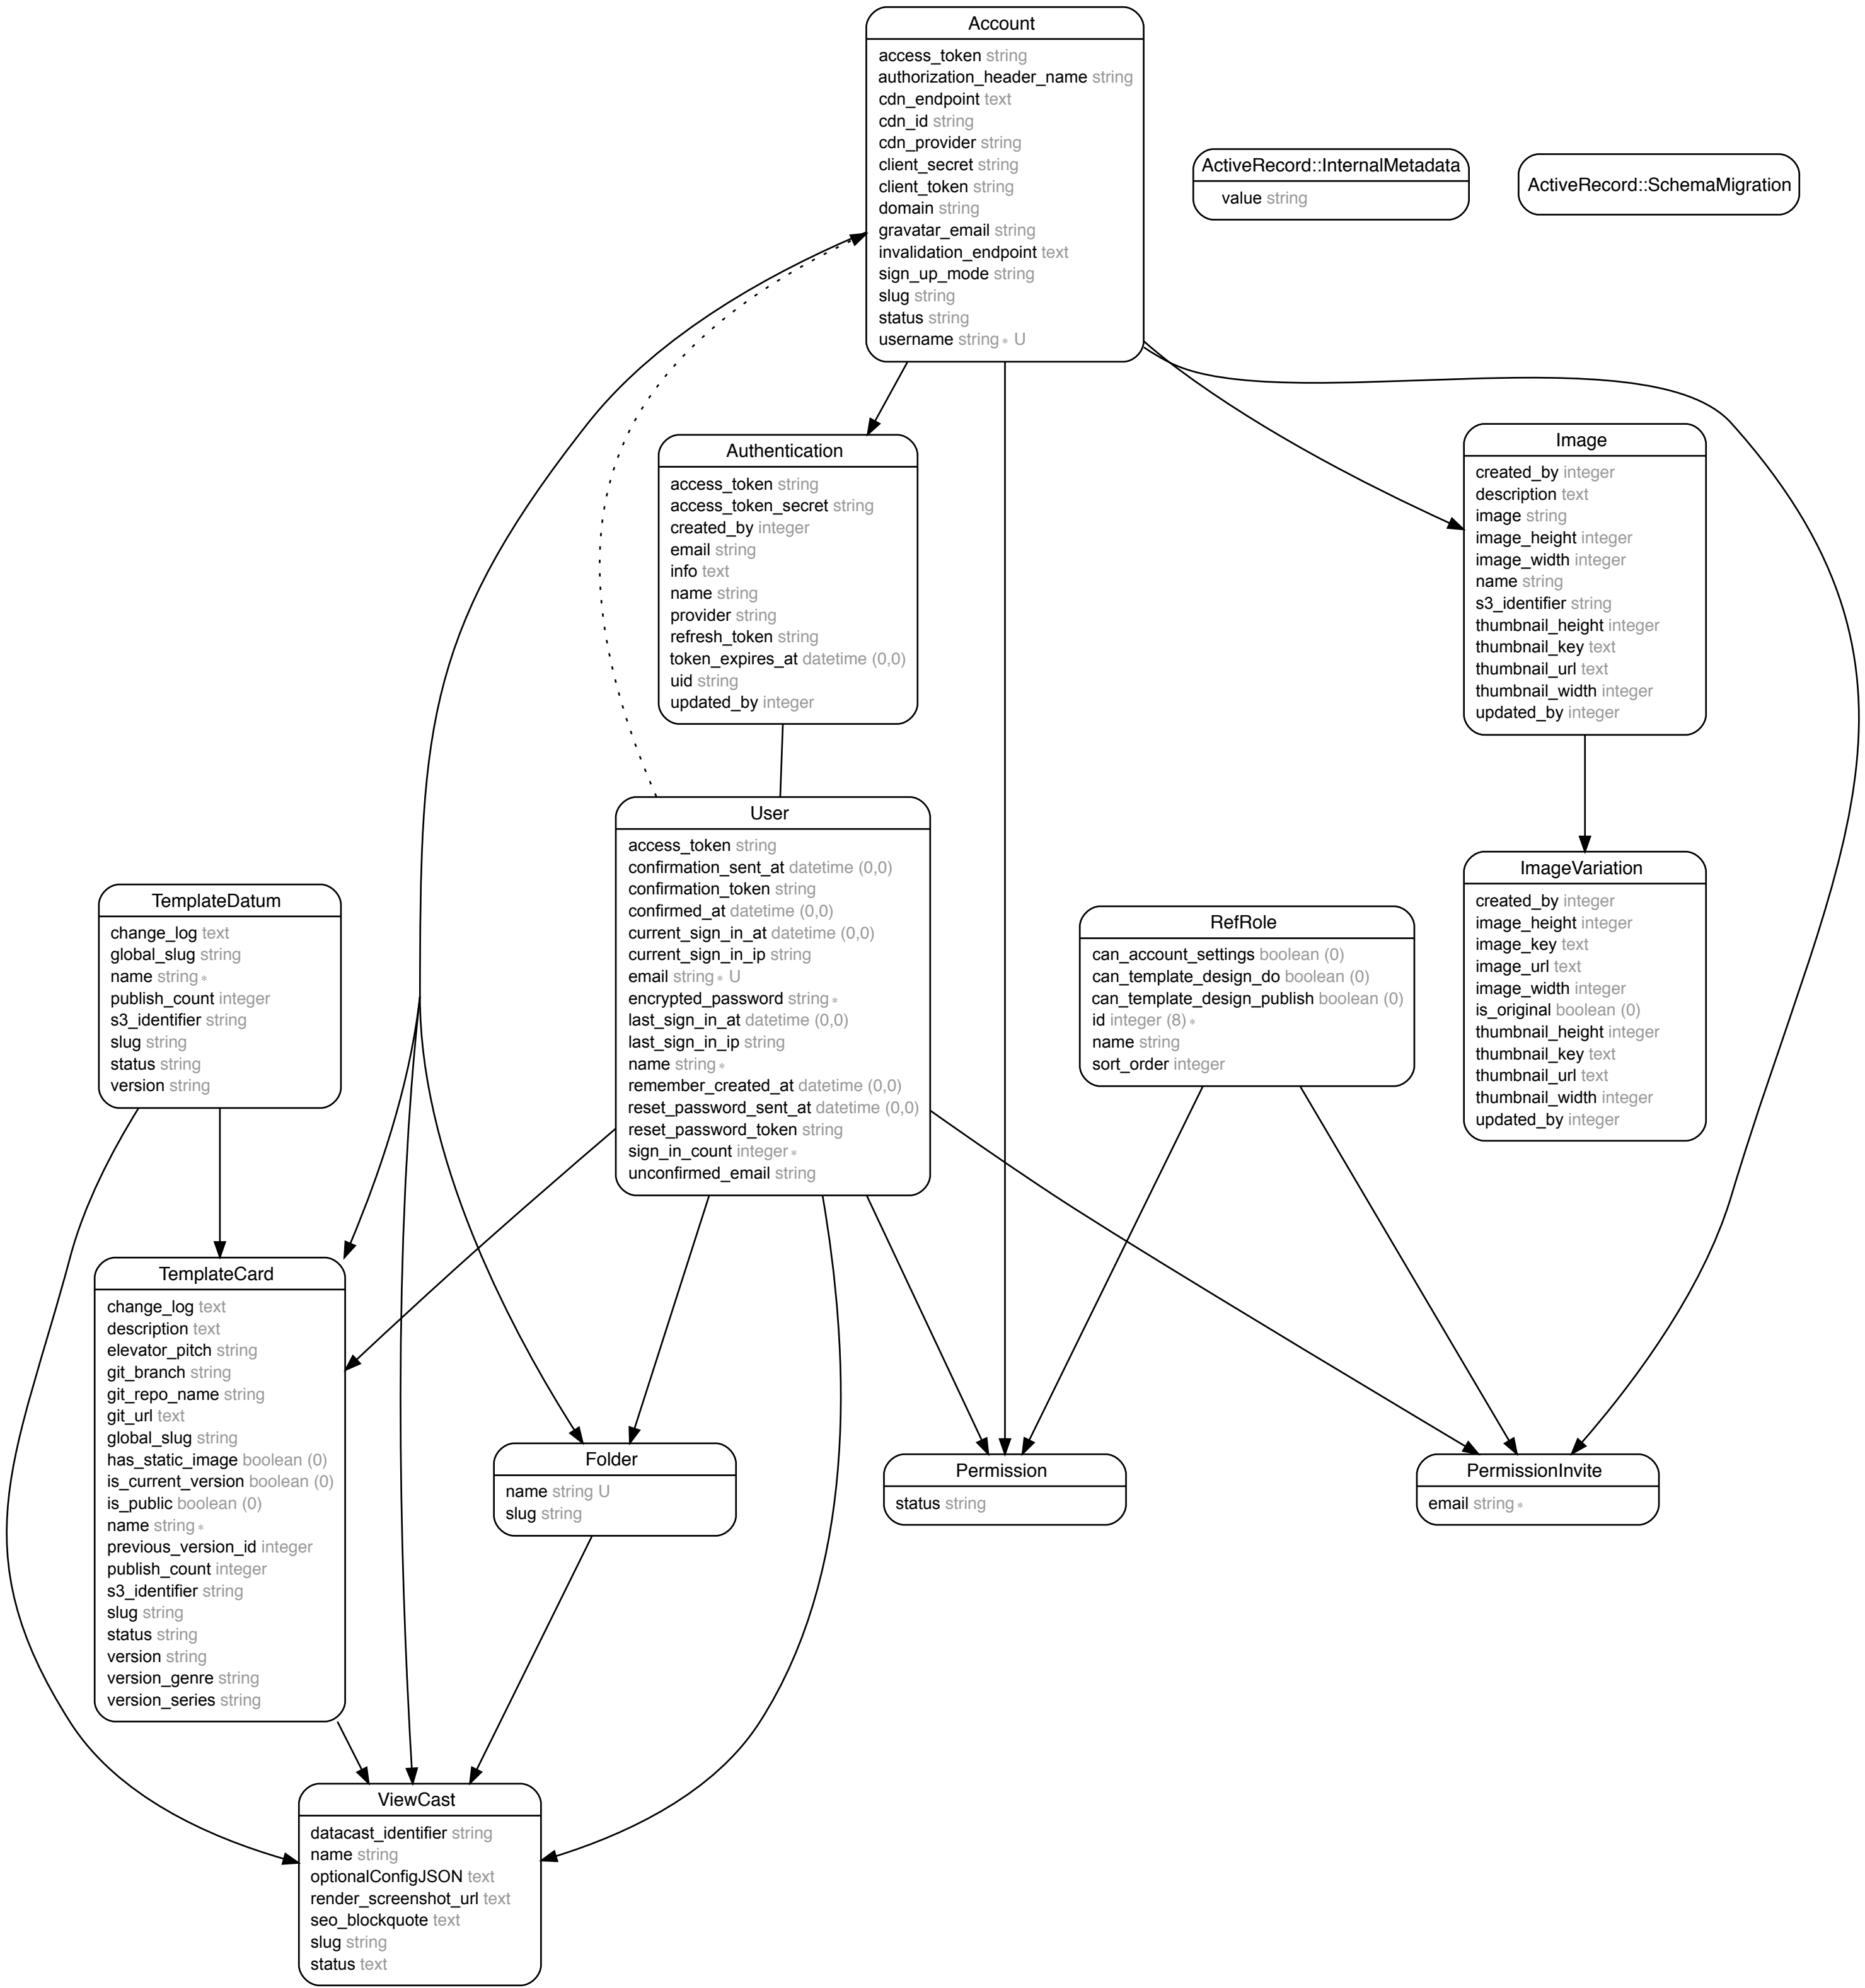 Account
access_token string
authorization_header_name string
cdn_endpoint text
cdn_id string
cdn_provider string
client_secret string
client_token string
domain string
gravatar_email string
invalidation_endpoint text
sign_up_mode string
slug string
status string
username string* U
ActiveRecord::InternalMetadata
value string
ActiveRecord::SchemaMigration
Authentication
access_token string
access_token_secret string
created_by integer
email string
info text
name string
provider string
refresh_token string
token_expires_at datetime (0,0)
uid string
updated_by integer
Image
created_by integer
description text
image string
image_height integer
image_width integer
name string
s3_identifier string
thumbnail_height integer
thumbnail_key text
thumbnail_url text
thumbnail_width integer
updated_by integer
User
access_token string
confirmation_sent_at datetime (0,0)
confirmation_token string
confirmed_at datetime (0,0)
current_sign_in_at datetime (0,0)
current_sign_in_ip string
email string* U
encrypted_password string*
last_sign_in_at datetime (0,0)
last_sign_in_ip string
name string*
remember_created_at datetime (0,0)
reset_password_sent_at datetime (0,0)
reset_password_token string
sign_in_count integer*
unconfirmed_email string
TemplateDatum
change_log text
global_slug string
name string*
publish_count integer
s3_identifier string
slug string
status string
version string
RefRole
can_account_settings boolean (0)
can_template_design_do boolean (0)
can_template_design_publish boolean (0)
id integer (8)*
name string
sort_order integer
ImageVariation
created_by integer
image_height integer
image_key text
image_url text
image_width integer
is_original boolean (0)
thumbnail_height integer
thumbnail_key text
thumbnail_url text
thumbnail_width integer
updated_by integer
TemplateCard
change_log text
description text
elevator_pitch string
git_branch string
git_repo_name string
git_url text
global_slug string
has_static_image boolean (0)
is_current_version boolean (0)
is_public boolean (0)
name string*
previous_version_id integer
publish_count integer
s3_identifier string
slug string
status string
version string
version_genre string
version_series string
Folder
name string U
slug string
Permission
status string
PermissionInvite
email string*
ViewCast
datacast_identifier string
name string
optionalConfigJSON text
render_screenshot_url text
seo_blockquote text
slug string
status text